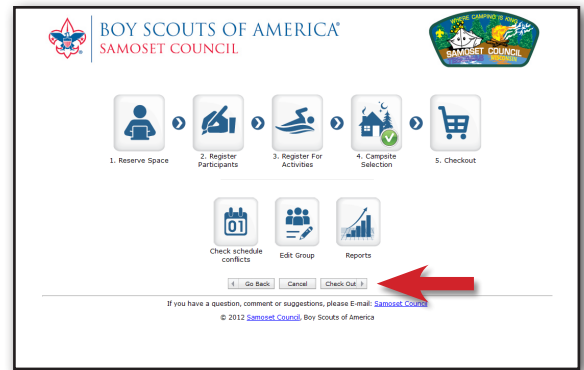 BOY SCOUTS OF AMERICA®
SAMOSET COUNCIL
WHERE CAMPING IS KING
SAMOSET COUNCIL
WISCONSIN
1. Reserve Space
2. Register
Participants
3. Register For
Activities
4. Campsite
Selection
5. Checkout
01
Check schedule
conflicts
Edit Group
Reports
Go Back
Cancel
Check Out
If you have a question, comment or suggestions, please E-mail: Samoset Council
© 2012 Samoset Council, Boy Scouts of America